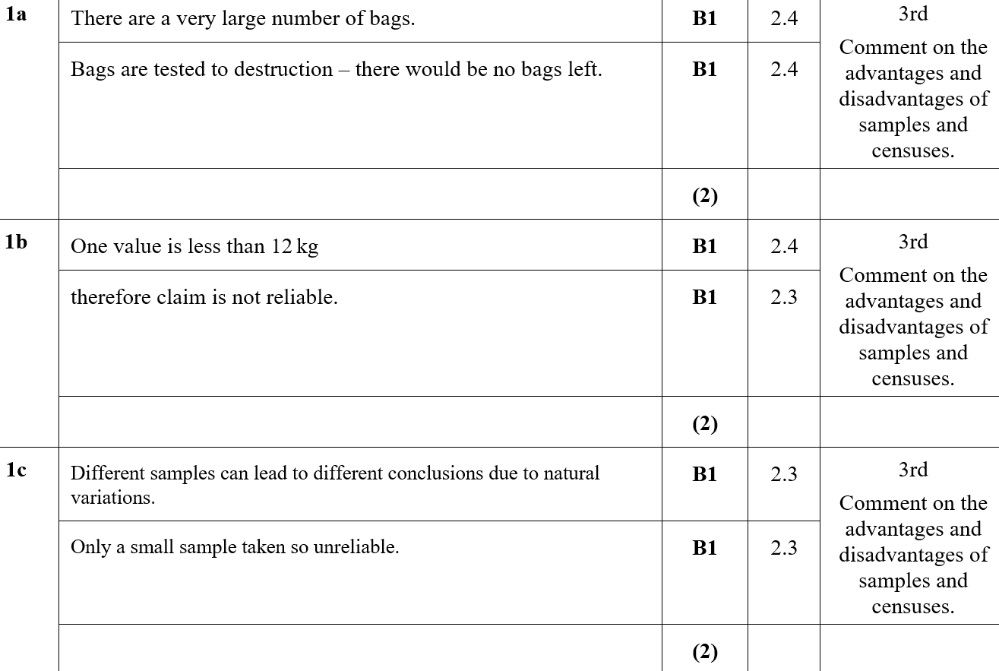 1a
There are a very large number of bags.
B1
2.4
3rd
Comment on the
advantages and
disadvantages of
samples and
censuses.
Bags are tested to destruction – there would be no bags left.
B1
2.4
(2)
1b
One value is less than 12 kg
B1
2.4
3rd
Comment on the
advantages and
disadvantages of
samples and
censuses.
therefore claim is not reliable.
B1
2.3
(2)
1c
Different samples can lead to different conclusions due to natural
variations.
B1
2.3
3rd
Comment on the
advantages and
disadvantages of
samples and
censuses.
Only a small sample taken so unreliable.
B1
2.3
(2)